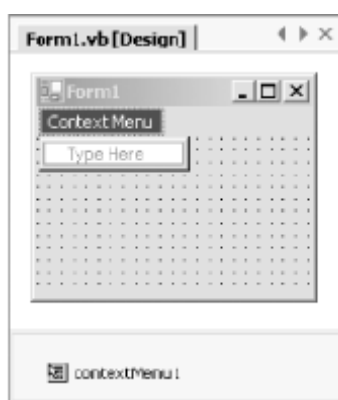 Form1.vb [Design]
Form1
Context Menu
Type Here
contextMenu1